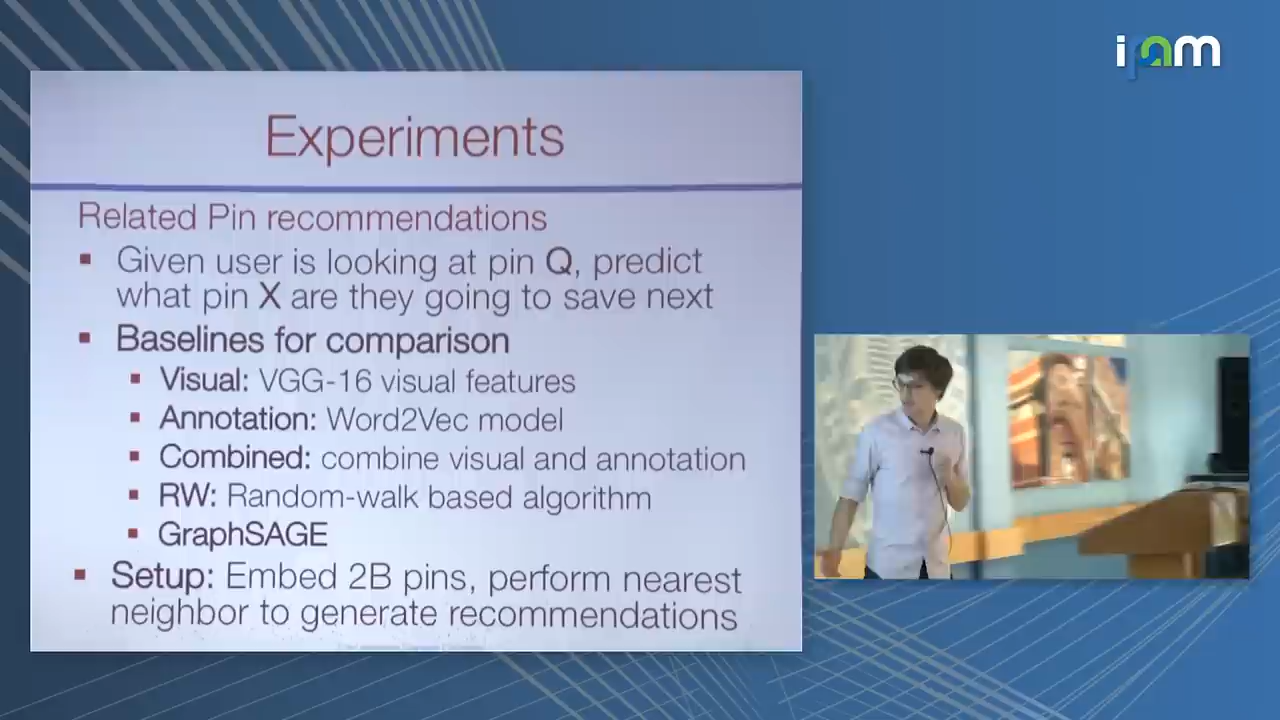 ipam
Experiments
Related Pin recommendations
▪ Given user is looking at pin Q, predict
what pin X are they going to save next
▪ Baselines for comparison
▪ Visual: VGG-16 visual features
▪ Annotation: Word2Vec model
▪ Combined: combine visual and annotation
▪ RW: Random-walk based algorithm
▪ GraphSAGE
▪ Setup: Embed 2B pins, perform nearest
neighbor to generate recommendations